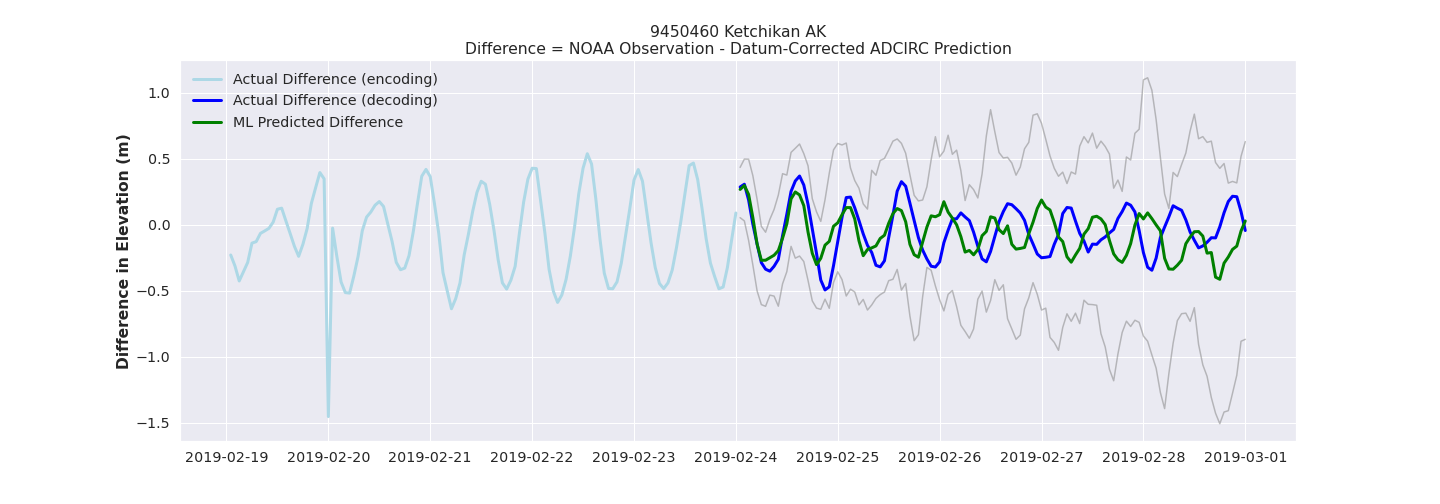 9450460 Ketchikan AK
Difference = NOAA Observation - Datum-Corrected ADCIRC Prediction
Actual Difference (encoding)
Actual Difference (decoding)
ML Predicted Difference
Difference in Elevation (m)
1.0
0.5
0.0
−0.5
−1.0
−1.5
2019-02-19 2019-02-20 2019-02-21 2019-02-22 2019-02-23 2019-02-24 2019-02-25 2019-02-26 2019-02-27 2019-02-28 2019-03-01